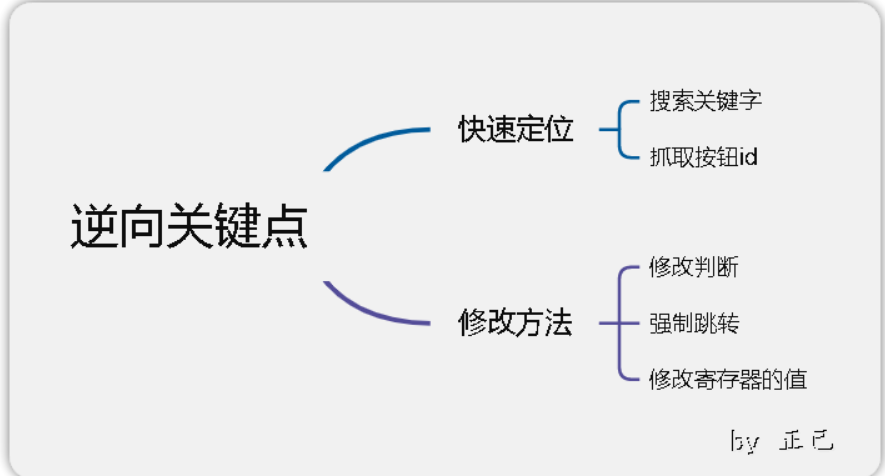 逆向关键点
快速定位
搜索关键字
抓取按钮id
修改方法
修改判断
强制跳转
修改寄存器的值
by 正己